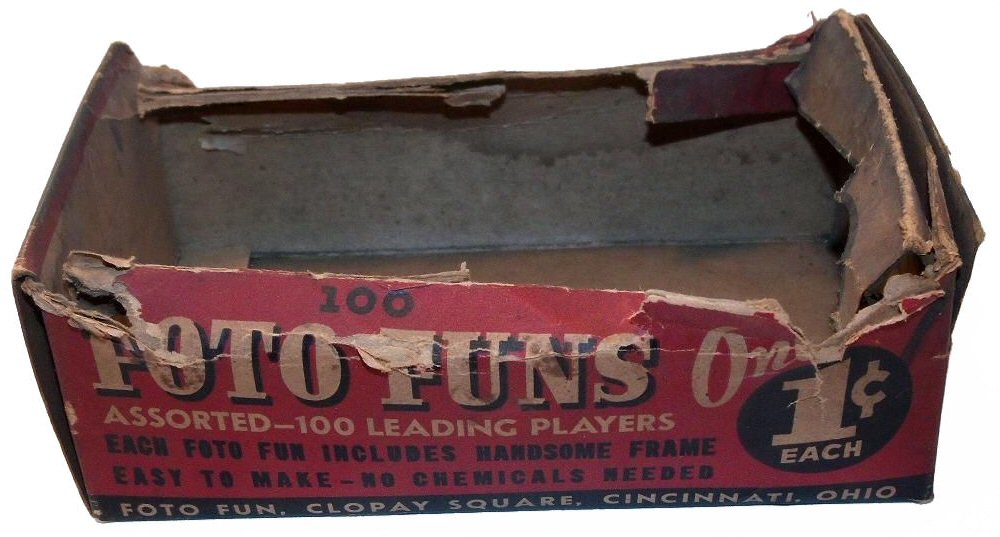 100
FOTO FUNS
ASSORTED–100 LEADING PLAYERS
EACH FOTO FUN INCLUDES HANDSOME FRAME
EASY TO MAKE – NO CHEMICALS NEEDED
FOTO FUN, CLOPAY SQUARE, CINCINNATI, OHIO
1¢
EACH